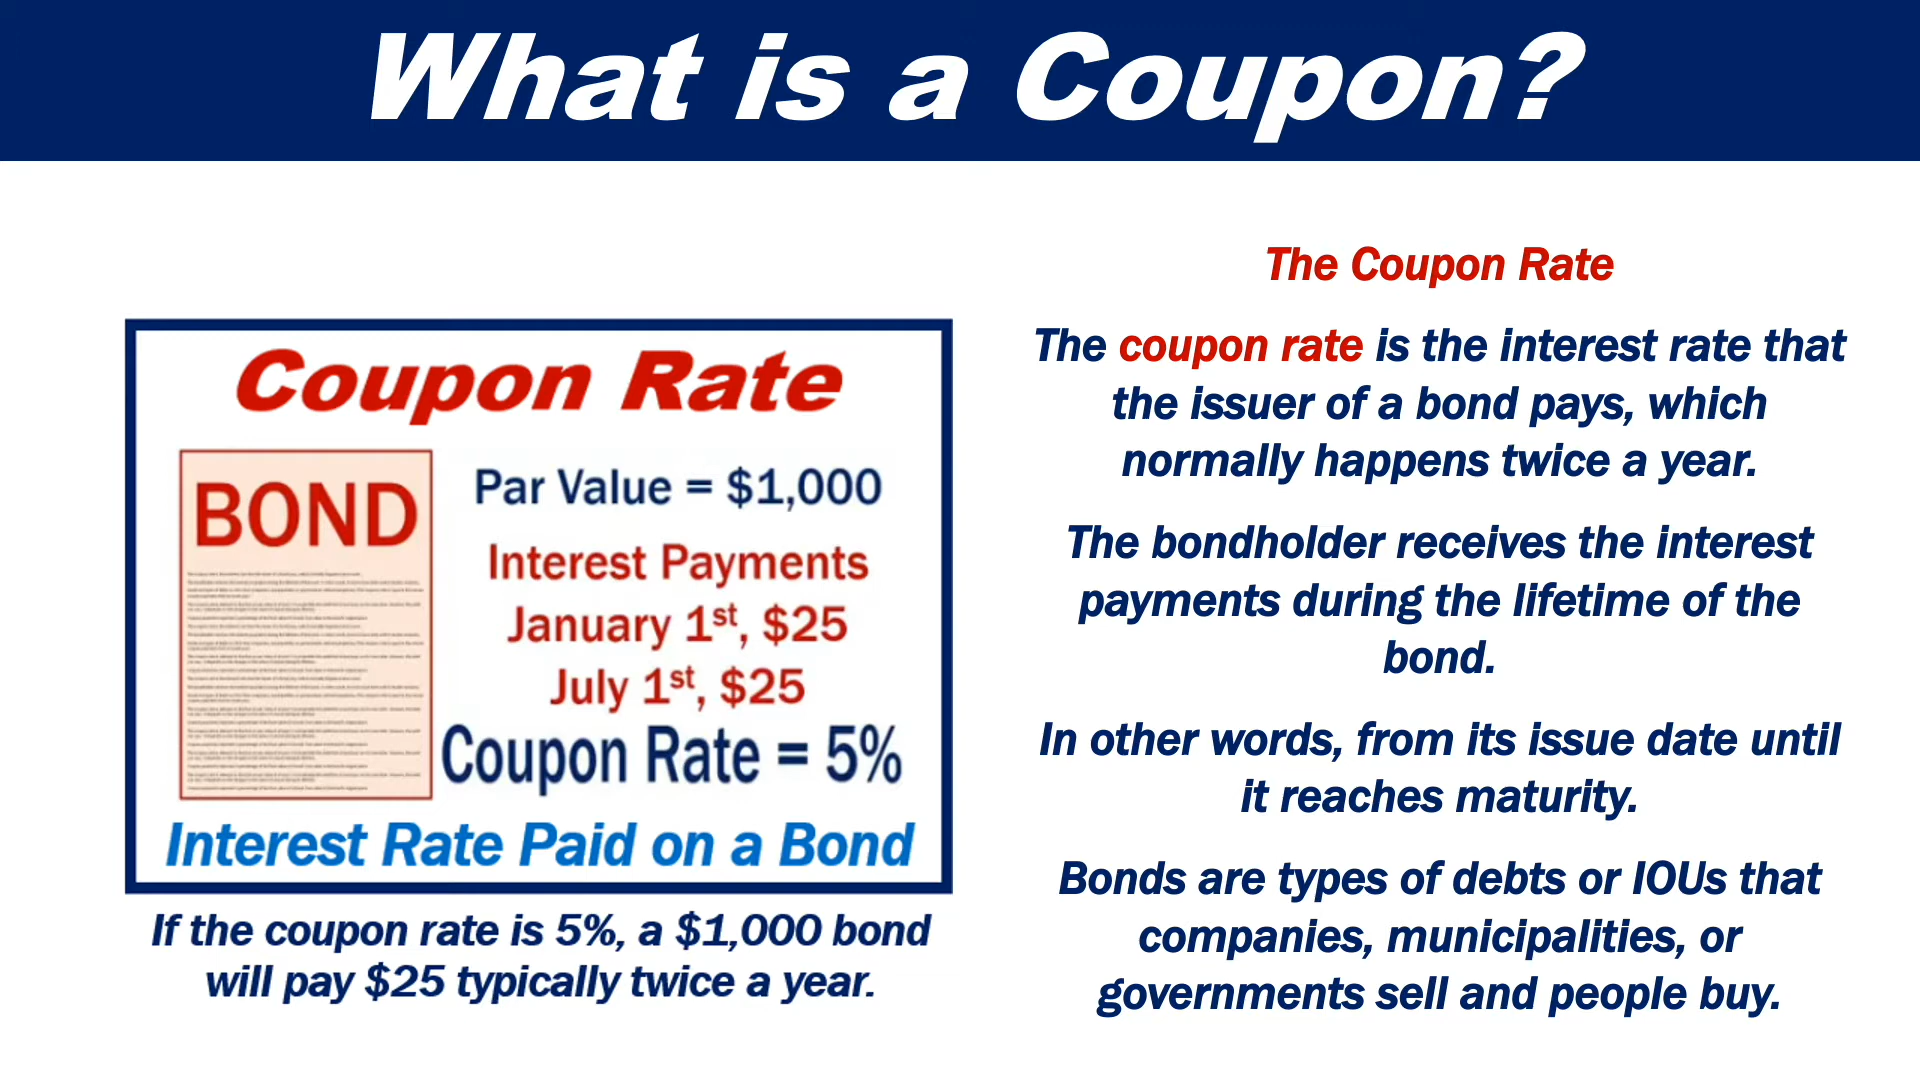 What is a Coupon?
Coupon Rate
BOND
Par Value = $1,000
Interest Payments
January 1st, $25
July 1st, $25
Coupon Rate = 5%
Interest Rate Paid on a Bond
If the coupon rate is 5%, a $1,000 bond
will pay $25 typically twice a year.
The Coupon Rate
The coupon rate is the interest rate that
the issuer of a bond pays, which
normally happens twice a year.
The bondholder receives the interest
payments during the lifetime of the
bond.
In other words, from its issue date until
it reaches maturity.
Bonds are types of debts or IOUs that
companies, municipalities, or
governments sell and people buy.